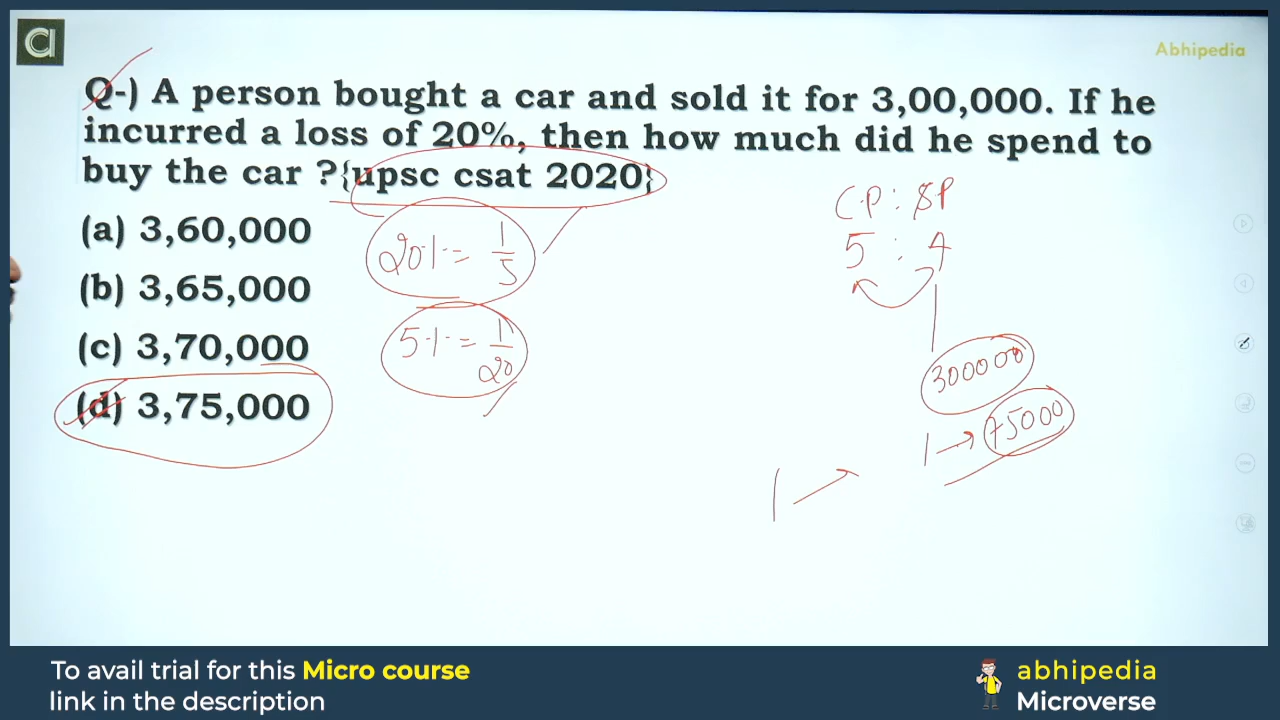 Abhipedia
Q-) A person bought a car and sold it for 3,00,000. If he
incurred a loss of 20%, then how much did he spend to
buy the car ?{upsc csat 2020}
(a) 3,60,000
(b) 3,65,000
(c) 3,70,000
(d) 3,75,000
20% = 1/5
5% = 1/20
C.P : SP
5 : 4
300000
1 → 75000
1 →
To avail trial for this Micro course
link in the description
abhipedia
Microverse